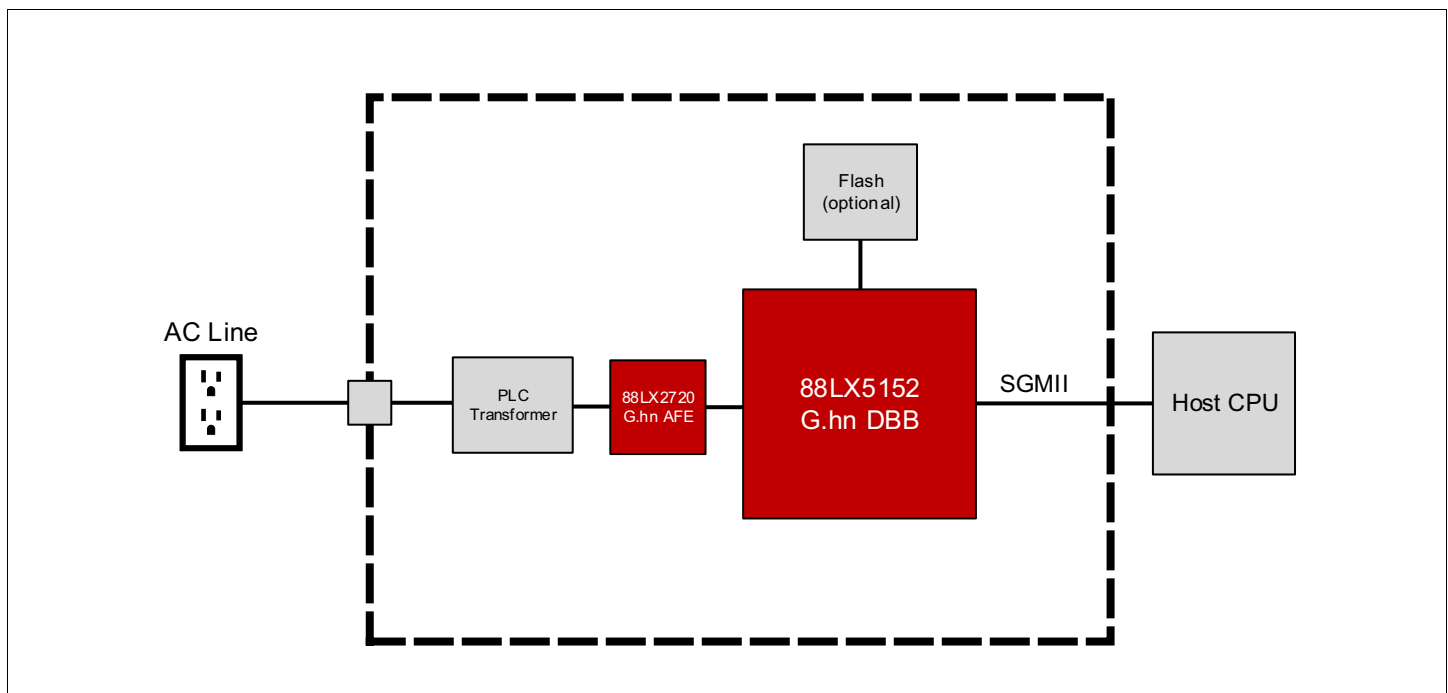 Flash
(optional)
AC Line
PLC
Transformer
88LX2720
G.hn AFE
88LX5152
G.hn DBB
SGMII
Host CPU